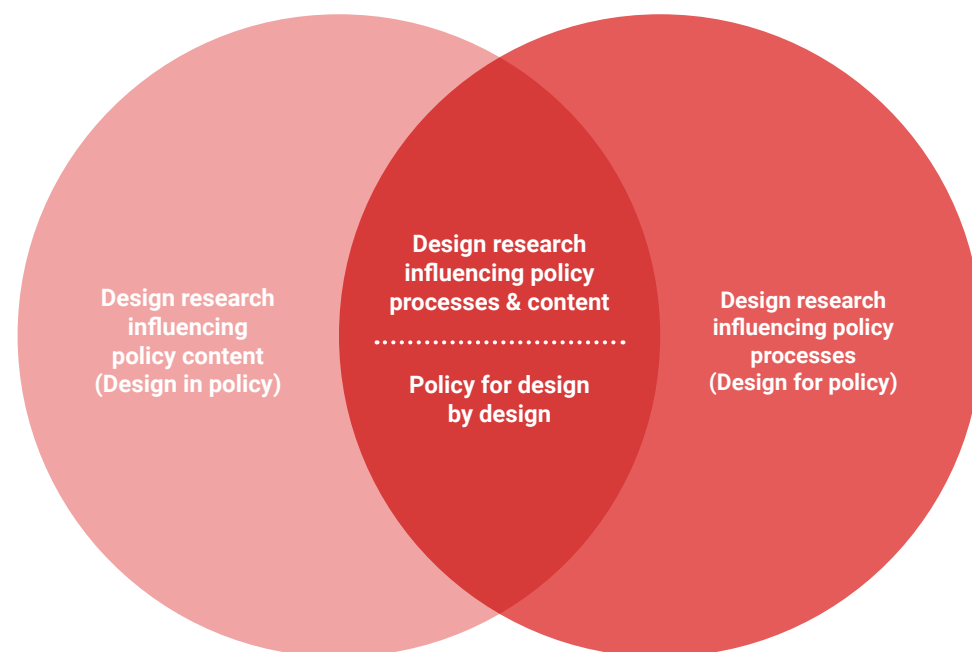 Design research
influencing
policy content
(Design in policy)
Design research
influencing policy
processes & content
Policy for design
by design
Design research
influencing policy
processes
(Design for policy)